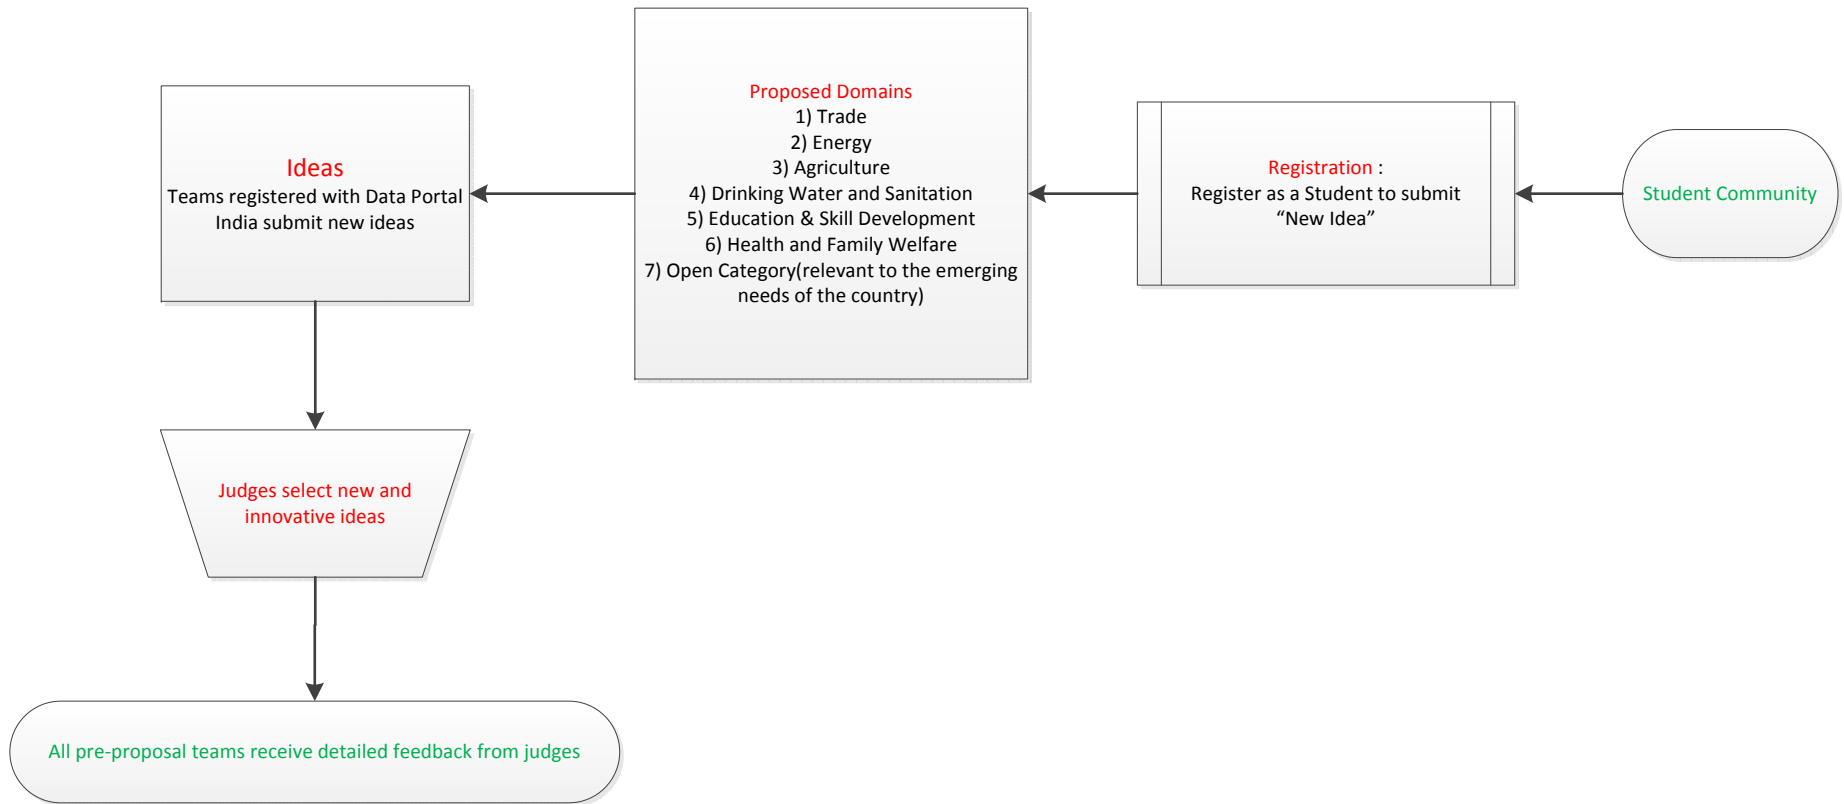 Student Community
Registration :
Register as a Student to submit
“New Idea”
Proposed Domains
1) Trade
2) Energy
3) Agriculture
4) Drinking Water and Sanitation
5) Education & Skill Development
6) Health and Family Welfare
7) Open Category(relevant to the emerging
needs of the country)
Ideas
Teams registered with Data Portal
India submit new ideas
Judges select new and
innovative ideas
All pre-proposal teams receive detailed feedback from judges